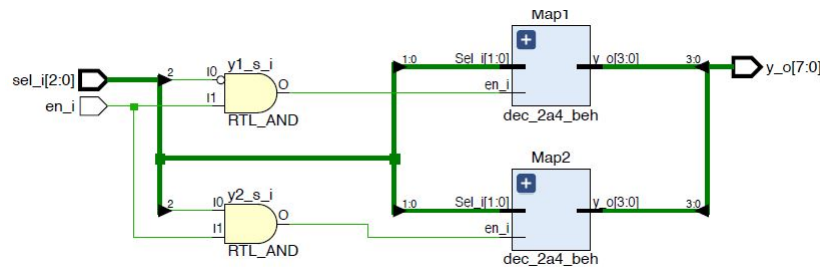 Map1
y1_s_i
sel_i[2:0]
2
I0
O
I1
RTL_AND
en_i
1:0
Sel_i[1:0]
y_o[3:0]
3:0
en_i
dec_2a4_beh
y_o[7:0]
Map2
y2_s_i
2
I0
O
I1
RTL_AND
1:0
Sel_i[1:0]
y_o[3:0]
3:0
en_i
dec_2a4_beh